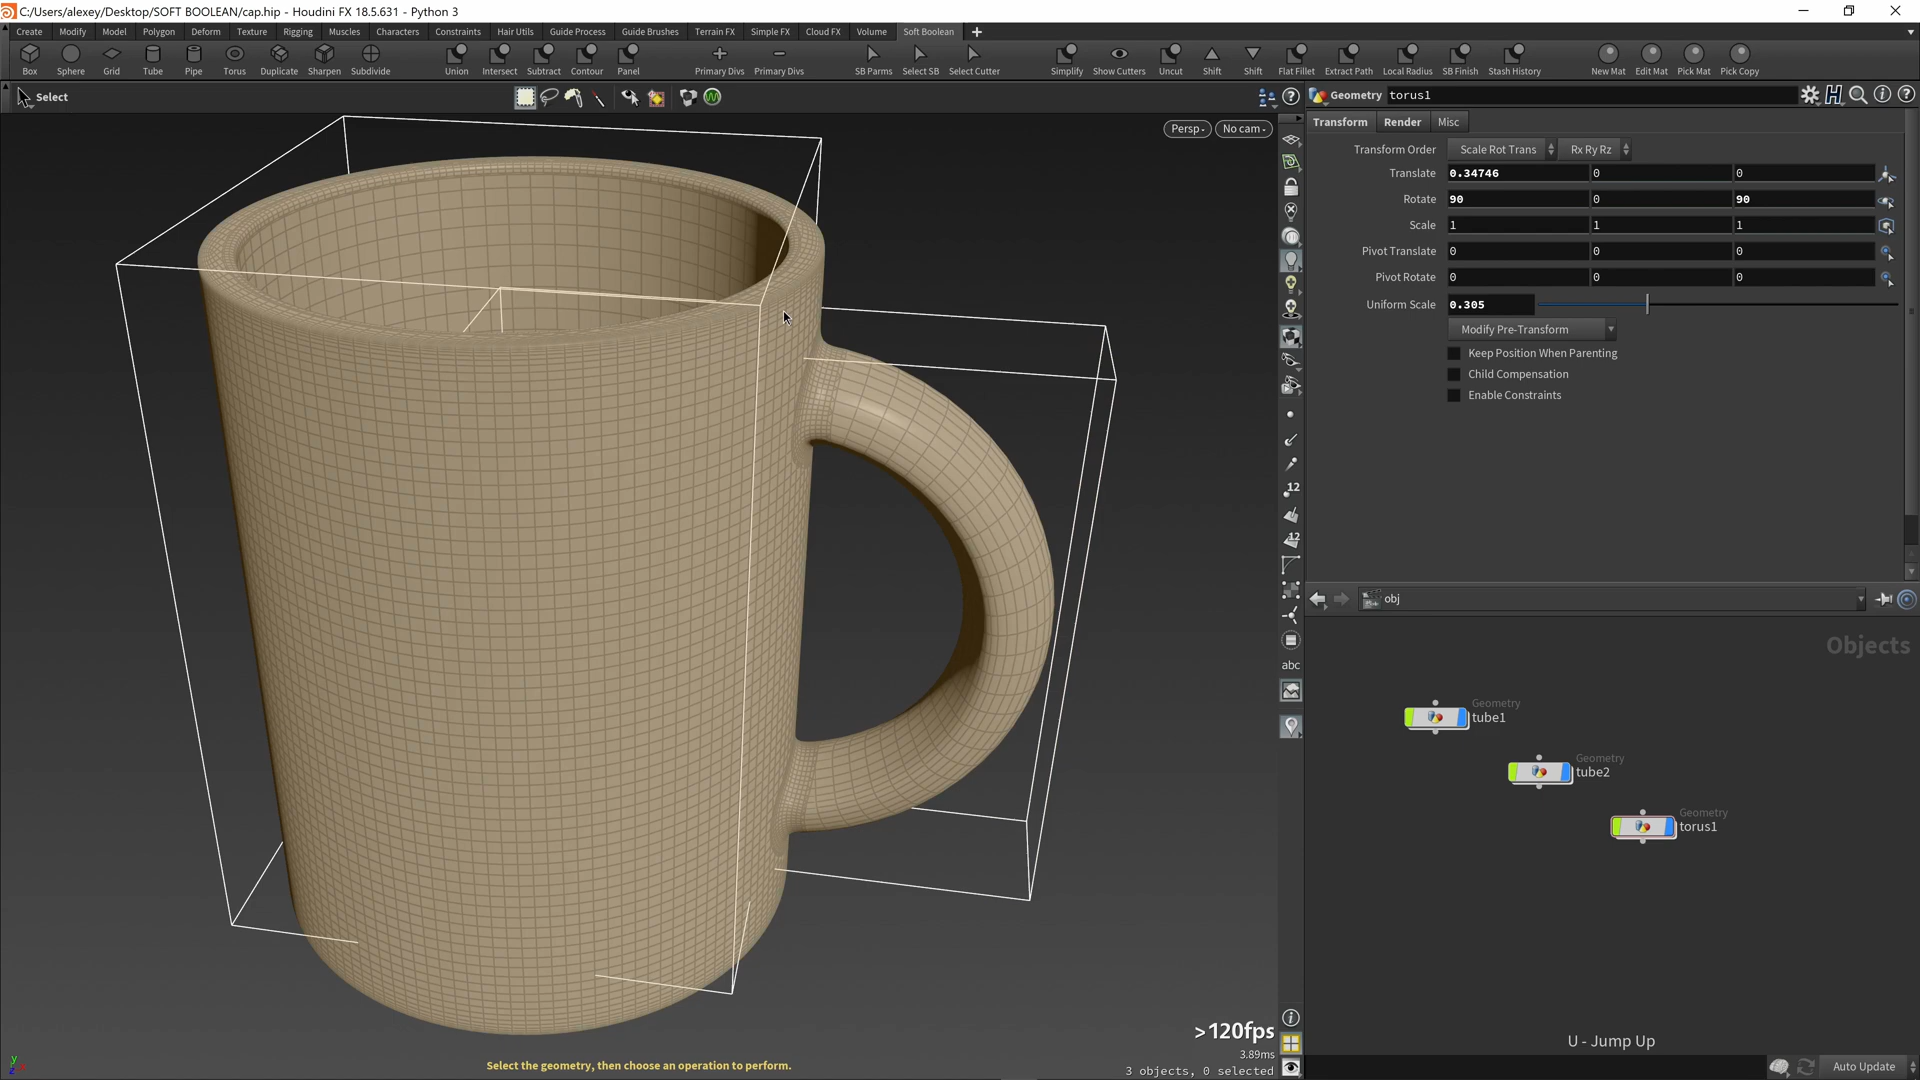 C:/Users/alexey/Desktop/SOFT BOOLEAN/cap.hip - Houdini FX 18.5.631 - Python 3
Create Modify Model Polygon Deform Texture Rigging Muscles Characters Constraints Hair Utils Guide Process Guide Brushes Terrain FX Simple FX Cloud FX Volume Soft Boolean
Box Sphere Grid Tube Pipe Torus Duplicate Sharpen Subdivide Union Intersect Subtract Contour Panel Primary Divs Primary Divs SB Parms Select SB Select Cutter Simplify Show Cutters Uncut Shift Shift Flat Fillet Extract Path Local Radius SB Finish Stash History New Mat Edit Mat Pick Mat Pick Copy
Select
Persp No cam
Geometry torus1
Transform Render Misc
Transform Order Scale Rot Trans Rx Ry Rz
Translate 0.34746 0 0
Rotate 90 0 90
Scale 1 1 1
Pivot Translate 0 0 0
Pivot Rotate 0 0 0
Uniform Scale 0.305
Modify Pre-Transform
Keep Position When Parenting
Child Compensation
Enable Constraints
12
12
abc
obj
Objects
Geometry
tube1
Geometry
tube2
Geometry
torus1
U - Jump Up
Auto Update
>120fps
3.89ms
3 objects, 0 selected
Select the geometry, then choose an operation to perform.
y